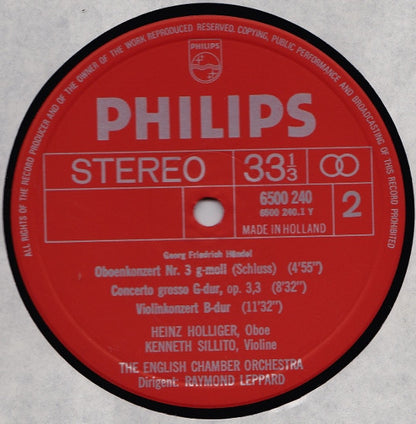 ALL RIGHTS OF THE RECORD PRODUCER AND OF THE OWNER OF THE WORK REPRODUCED RESERVED. COPYING, PUBLIC PERFORMANCE AND BROADCASTING OF THIS RECORD PROHIBITED
PHILIPS
PHILIPS
STEREO 33 1/3
6500 240
6500 240.1 Y 2
MADE IN HOLLAND
Georg Friedrich Händel
Oboenkonzert Nr. 3 g-moll (Schluss) (4'55")
Concerto grosso G-dur, op. 3,3 (8'32")
Violinkonzert B-dur (11'32")
HEINZ HOLLIGER, Oboe
KENNETH SILLITO, Violine
THE ENGLISH CHAMBER ORCHESTRA
Dirigent: RAYMOND LEPPARD